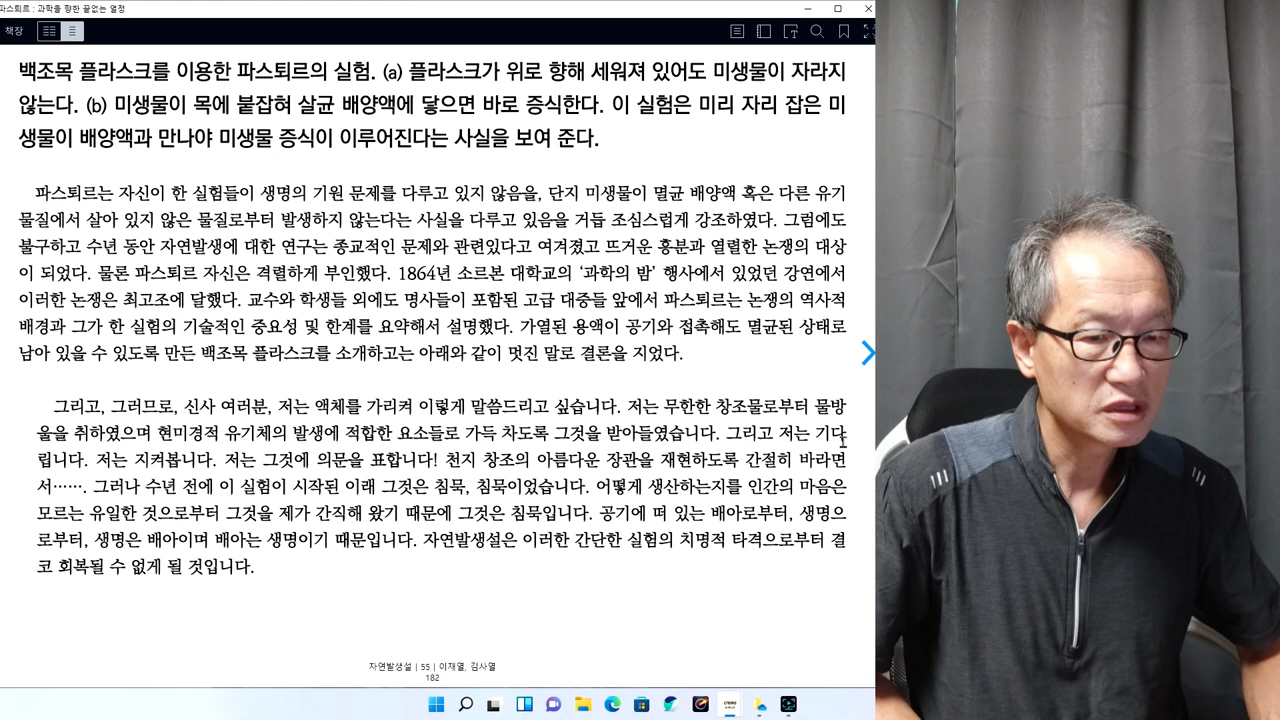 파스퇴르 : 과학을 향한 끝없는 열정
책장
백조목 플라스크를 이용한 파스퇴르의 실험. (a) 플라스크가 위로 향해 세워져 있어도 미생물이 자라지
않는다. (b) 미생물이 목에 붙잡혀 살균 배양액에 닿으면 바로 증식한다. 이 실험은 미리 자리 잡은 미
생물이 배양액과 만나야 미생물 증식이 이루어진다는 사실을 보여 준다.
파스퇴르는 자신이 한 실험들이 생명의 기원 문제를 다루고 있지 않음을, 단지 미생물이 멸균 배양액 혹은 다른 유기
물질에서 살아 있지 않은 물질로부터 발생하지 않는다는 사실을 다루고 있음을 거듭 조심스럽게 강조하였다. 그럼에도
불구하고 수년 동안 자연발생에 대한 연구는 종교적인 문제와 관련있다고 여겨졌고 뜨거운 흥분과 열렬한 논쟁의 대상
이 되었다. 물론 파스퇴르 자신은 격렬하게 부인했다. 1864년 소르본 대학교의 ‘과학의 밤’ 행사에서 있었던 강연에서
이러한 논쟁은 최고조에 달했다. 교수와 학생들 외에도 명사들이 포함된 고급 대중들 앞에서 파스퇴르는 논쟁의 역사적
배경과 그가 한 실험의 기술적인 중요성 및 한계를 요약해서 설명했다. 가열된 용액이 공기와 접촉해도 멸균된 상태로
남아 있을 수 있도록 만든 백조목 플라스크를 소개하고는 아래와 같이 멋진 말로 결론을 지었다.
그리고, 그러므로, 신사 여러분, 저는 액체를 가리켜 이렇게 말씀드리고 싶습니다. 저는 무한한 창조물로부터 물방
울을 취하였으며 현미경적 유기체의 발생에 적합한 요소들로 가득 차도록 그것을 받아들였습니다. 그리고 저는 기다
립니다. 저는 지켜봅니다. 저는 그것에 의문을 표합니다! 천지 창조의 아름다운 장관을 재현하도록 간절히 바라면
서……. 그러나 수년 전에 이 실험이 시작된 이래 그것은 침묵, 침묵이었습니다. 어떻게 생산하는지를 인간의 마음은
모르는 유일한 것으로부터 그것을 제가 간직해 왔기 때문에 그것은 침묵입니다. 공기에 떠 있는 배아로부터, 생명으
로부터, 생명은 배아이며 배아는 생명이기 때문입니다. 자연발생설은 이러한 간단한 실험의 치명적 타격으로부터 결
코 회복될 수 없게 될 것입니다.
자연발생설 | 55 | 이재열, 김사열
182